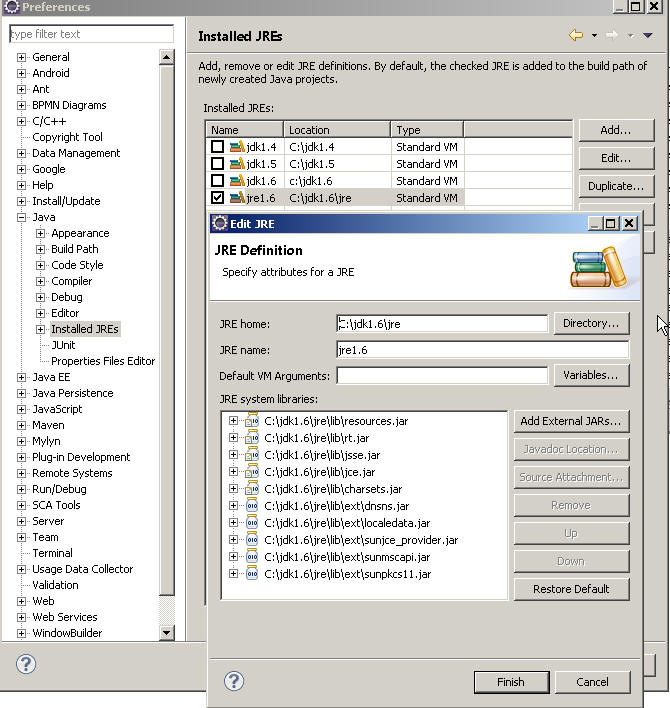 Preferences
type filter text
General
Android
Ant
BPMN Diagrams
C/C++
Copyright Tool
Data Management
Google
Help
Install/Update
Java
Appearance
Build Path
Code Style
Compiler
Debug
Editor
Installed JREs
JUnit
Properties Files Editor
Java EE
Java Persistence
JavaScript
Maven
Mylyn
Plug-in Development
Remote Systems
Run/Debug
SCA Tools
Server
Team
Terminal
Usage Data Collector
Validation
Web
Web Services
WindowBuilder
Installed JREs
Add, remove or edit JRE definitions. By default, the checked JRE is added to the build path of
newly created Java projects.
Installed JREs:
Name Location Type
jdk1.4 C:\jdk1.4 Standard VM
jdk1.5 C:\jdk1.5 Standard VM
jdk1.6 c:\jdk1.6 Standard VM
jre1.6 C:\jdk1.6\jre Standard VM
Add...
Edit...
Duplicate...
Edit JRE
JRE Definition
Specify attributes for a JRE
JRE home: C:\jdk1.6\jre Directory...
JRE name: jre1.6
Default VM Arguments: Variables...
JRE system libraries:
C:\jdk1.6\jre\lib\resources.jar
C:\jdk1.6\jre\lib\rt.jar
C:\jdk1.6\jre\lib\jsse.jar
C:\jdk1.6\jre\lib\jce.jar
C:\jdk1.6\jre\lib\charsets.jar
C:\jdk1.6\jre\lib\ext\dnsns.jar
C:\jdk1.6\jre\lib\ext\localedata.jar
C:\jdk1.6\jre\lib\ext\sunjce_provider.jar
C:\jdk1.6\jre\lib\ext\sunmscapi.jar
C:\jdk1.6\jre\lib\ext\sunpkcs11.jar
Add External JARs...
Javadoc Location...
Source Attachment...
Remove
Up
Down
Restore Default
Finish
Cancel